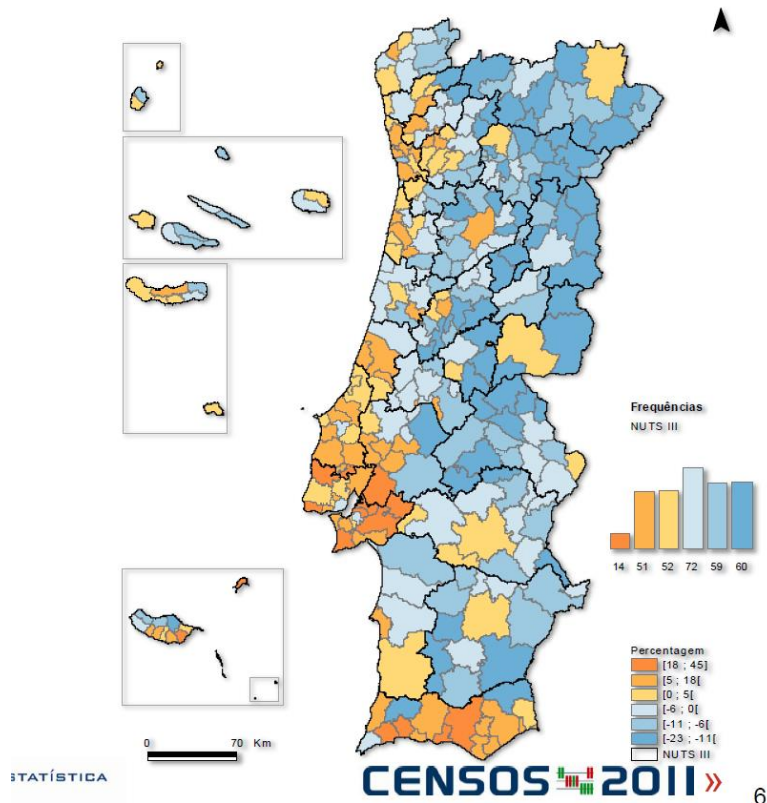 Frequências
NUTS III
14 51 52 72 59 60
Percentagem
[18 ; 45]
[5 ; 18[
[0 ; 5[
[-6 ; 0[
[-11 ; -6[
[-23 ; -11[
NUTS III
0 70 Km
STATÍSTICA
CENSOS 2011 »
6